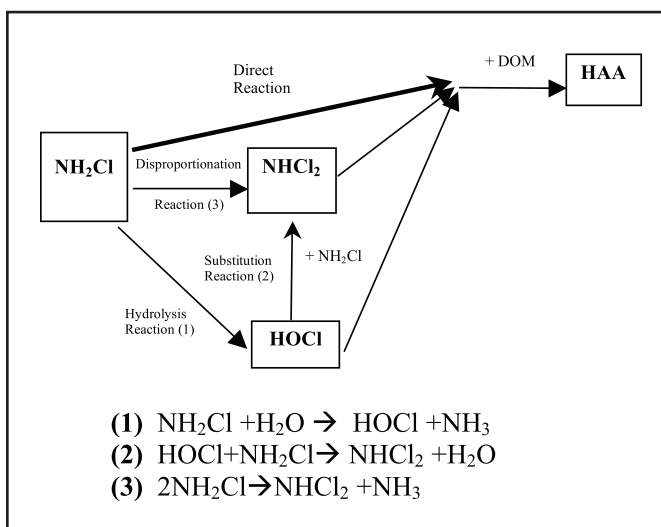 + DOM
HAA
Direct
Reaction
NH₂Cl
Disproportionation
Reaction (3)
NHCl₂
Substitution
Reaction (2)
+ NH₂Cl
Hydrolysis
Reaction (1)
HOCl
(1) NH₂Cl +H₂O → HOCl +NH₃
(2) HOCl+NH₂Cl→ NHCl₂ +H₂O
(3) 2NH₂Cl→NHCl₂ +NH₃